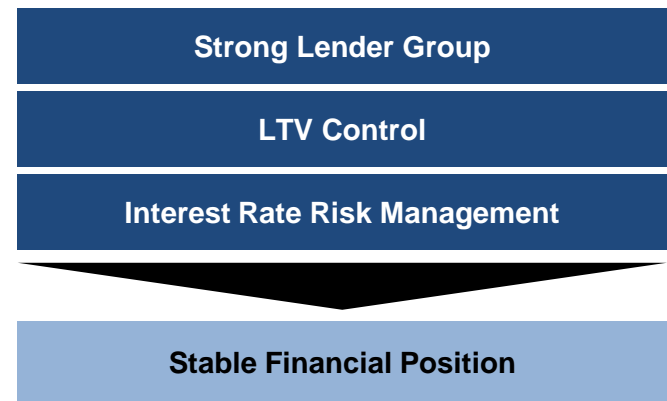 Strong Lender Group
LTV Control
Interest Rate Risk Management
Stable Financial Position